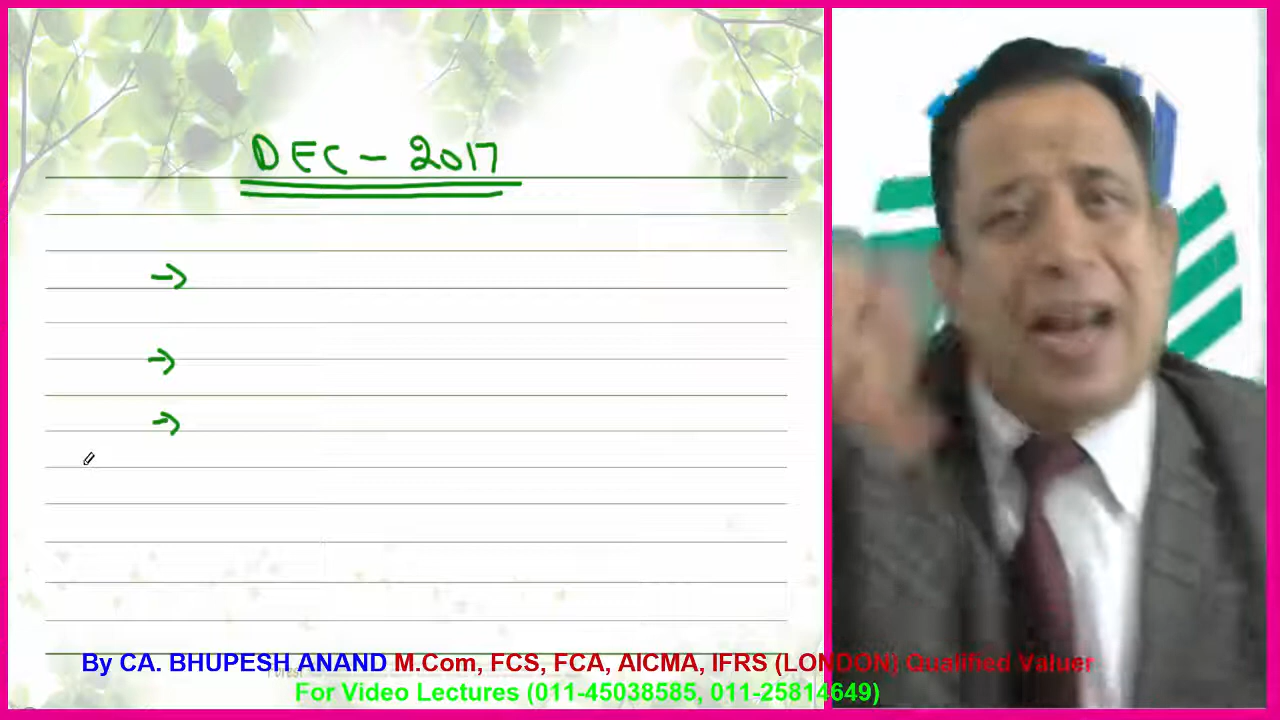 DEC - 2017
→
→
→
By CA. BHUPESH ANAND M.Com, FCS, FCA, AICMA, IFRS (LONDON) Qualified Valuer
For Video Lectures (011-45038585, 011-25814649)